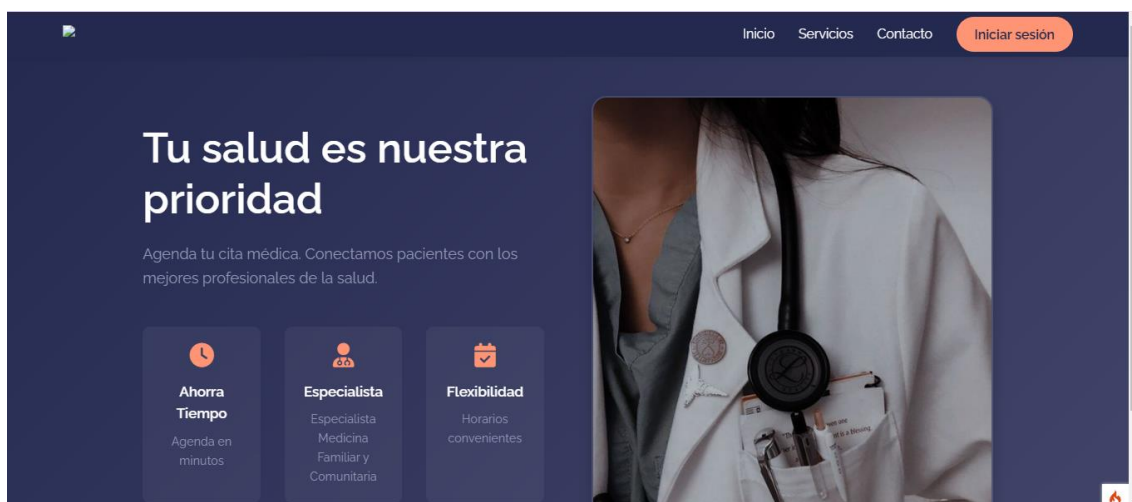 Inicio Servicios Contacto Iniciar sesión
Tu salud es nuestra
prioridad
Agenda tu cita médica. Conectamos pacientes con los
mejores profesionales de la salud.
Ahorra
Tiempo
Agenda en
minutos
Especialista
Especialista
Medicina
Familiar y
Comunitaria
Flexibilidad
Horarios
convenientes